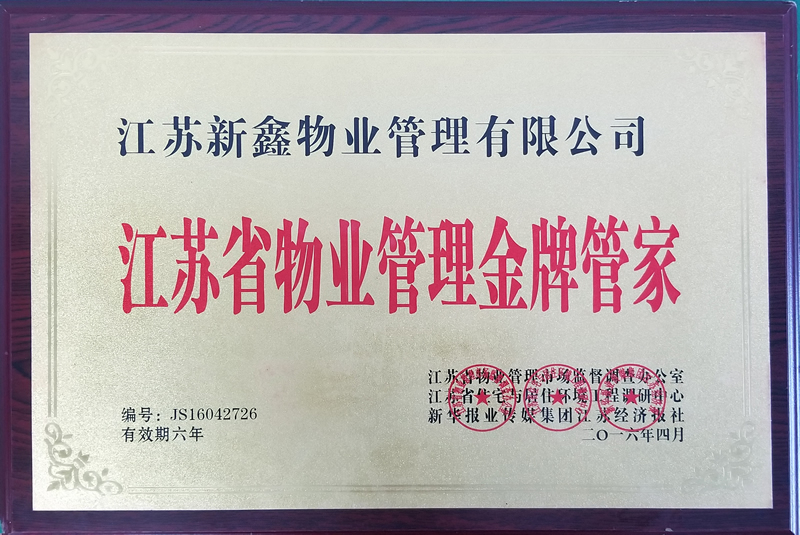 江苏新鑫物业管理有限公司
江苏省物业管理金牌管家
编号：JS16042726
有效期六年
江苏省物业管理市场监督调查办公室
江苏省住宅与居住环境工程调研中心
新华报业传媒集团江苏经济报社
二〇一六年四月